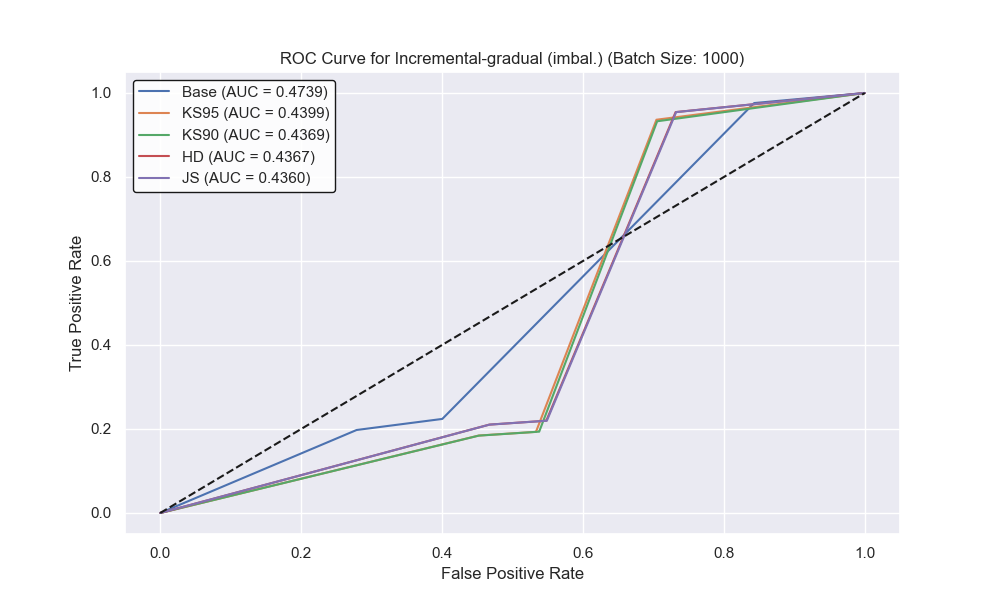 ROC Curve for Incremental-gradual (imbal.) (Batch Size: 1000)
Base (AUC = 0.4739)
KS95 (AUC = 0.4399)
KS90 (AUC = 0.4369)
HD (AUC = 0.4367)
JS (AUC = 0.4360)
True Positive Rate
1.0
0.8
0.6
0.4
0.2
0.0
0.0 0.2 0.4 0.6 0.8 1.0
False Positive Rate